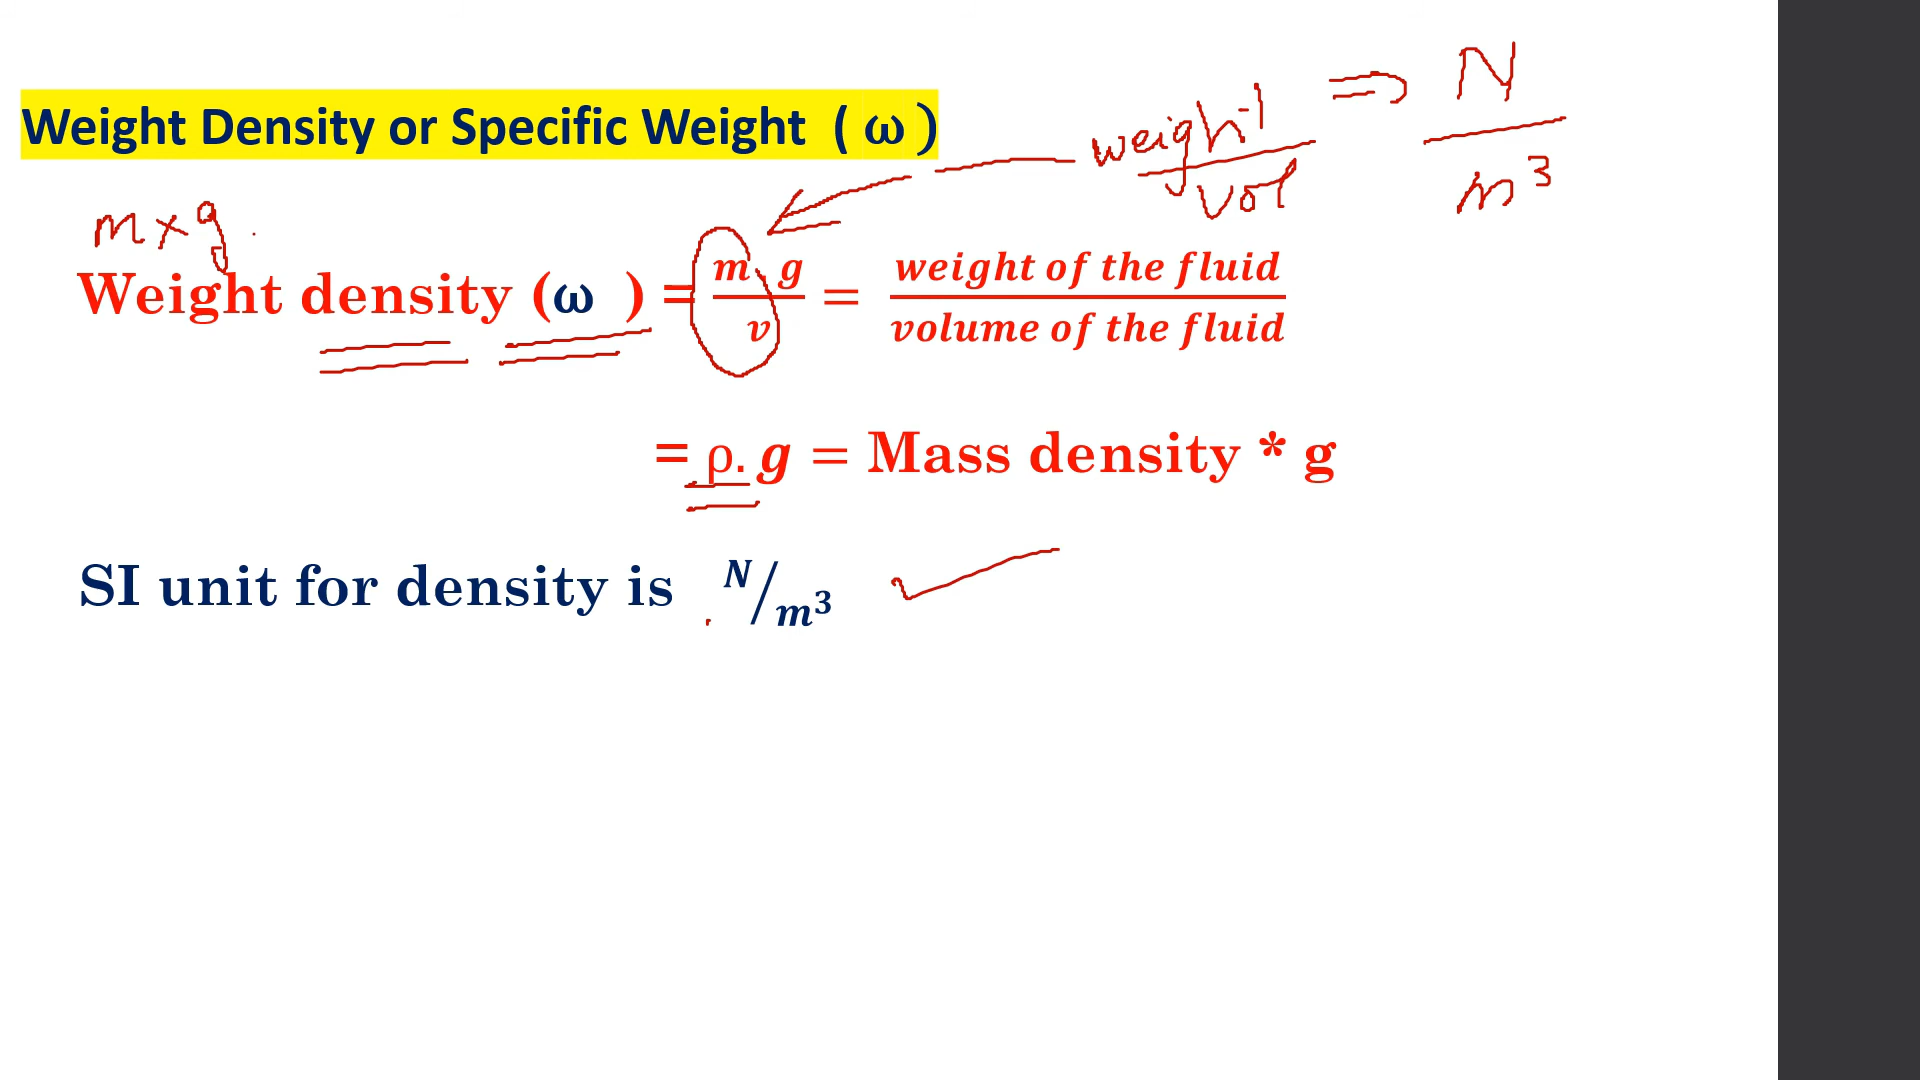 Weight Density or Specific Weight ( ω )
weight / vol ⇒ N / m³
m × g
Weight density (ω ) = m . g / v = weight of the fluid / volume of the fluid
= ρ. g = Mass density * g
SI unit for density is N/m³